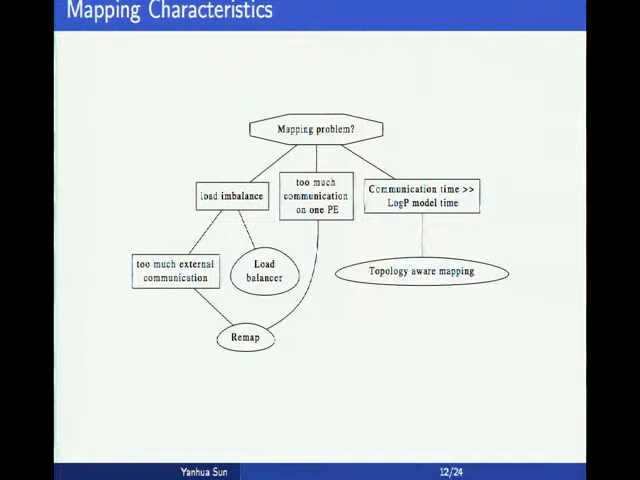 Mapping Characteristics
Mapping problem?
load imbalance
too much
communication
on one PE
Communication time >>
LogP model time
too much external
communication
Load
balancer
Topology aware mapping
Remap
Yanhua Sun
12/24